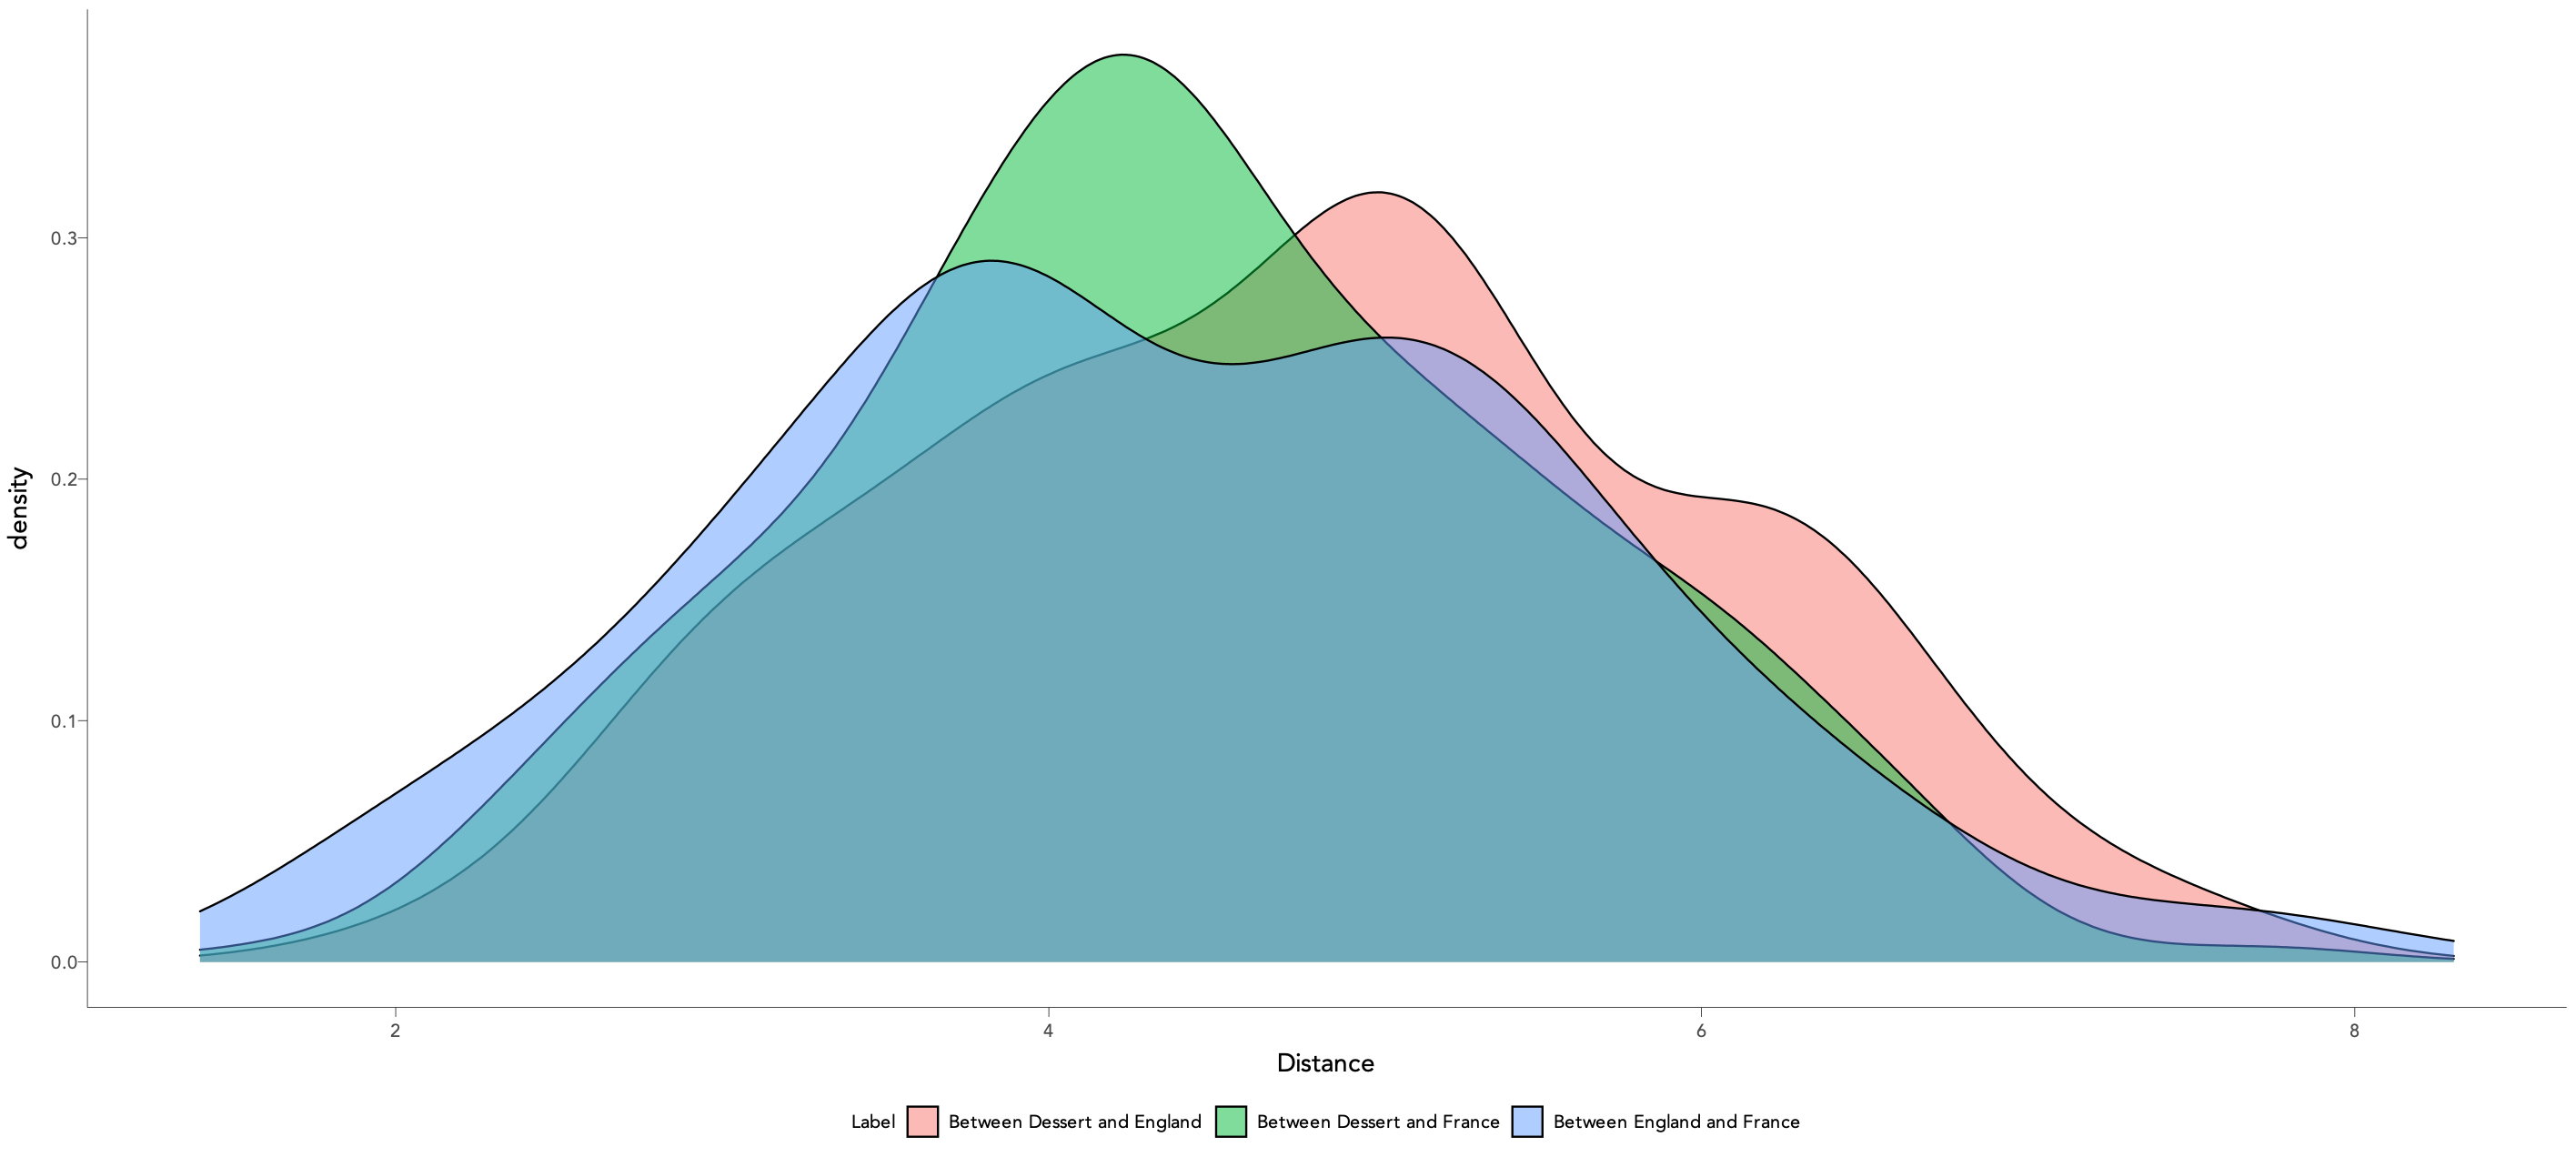 0.3
0.2
0.1
0.0
density
2 4 6 8
Distance
Label Between Dessert and England Between Dessert and France Between England and France